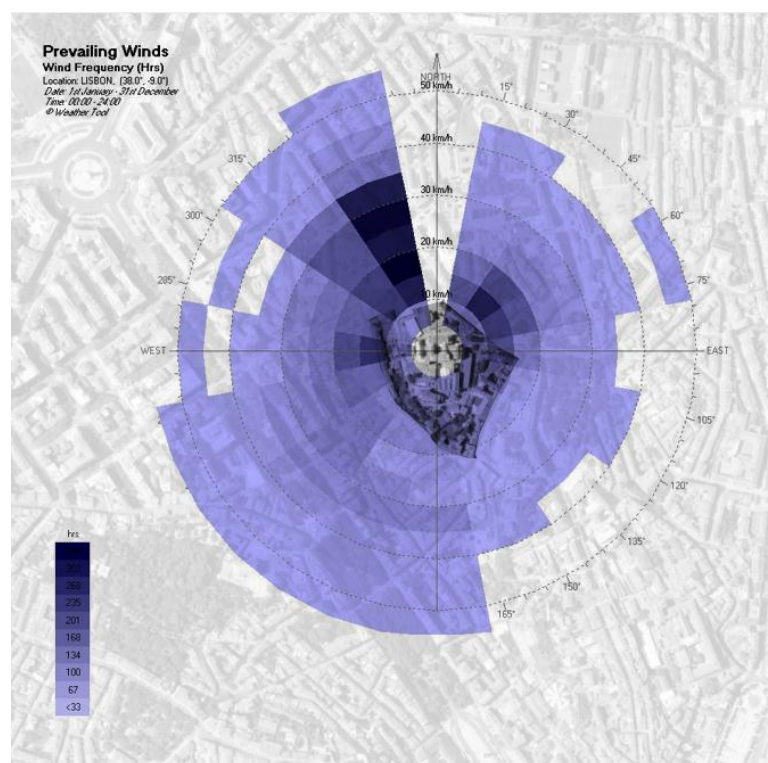 Prevailing Winds
Wind Frequency (Hrs)
Location: LISBON, (38.0°, -9.0°)
Date: 1st January - 31st December
Time: 00:00 - 24:00
© Weather Tool
NORTH
50 km/h
15°
40 km/h
30°
345°
45°
315°
30 km/h
300°
60°
20 km/h
285°
75°
10 km/h
WEST
EAST
105°
120°
135°
150°
165°
hrs
302
268
235
201
168
134
100
67
<33